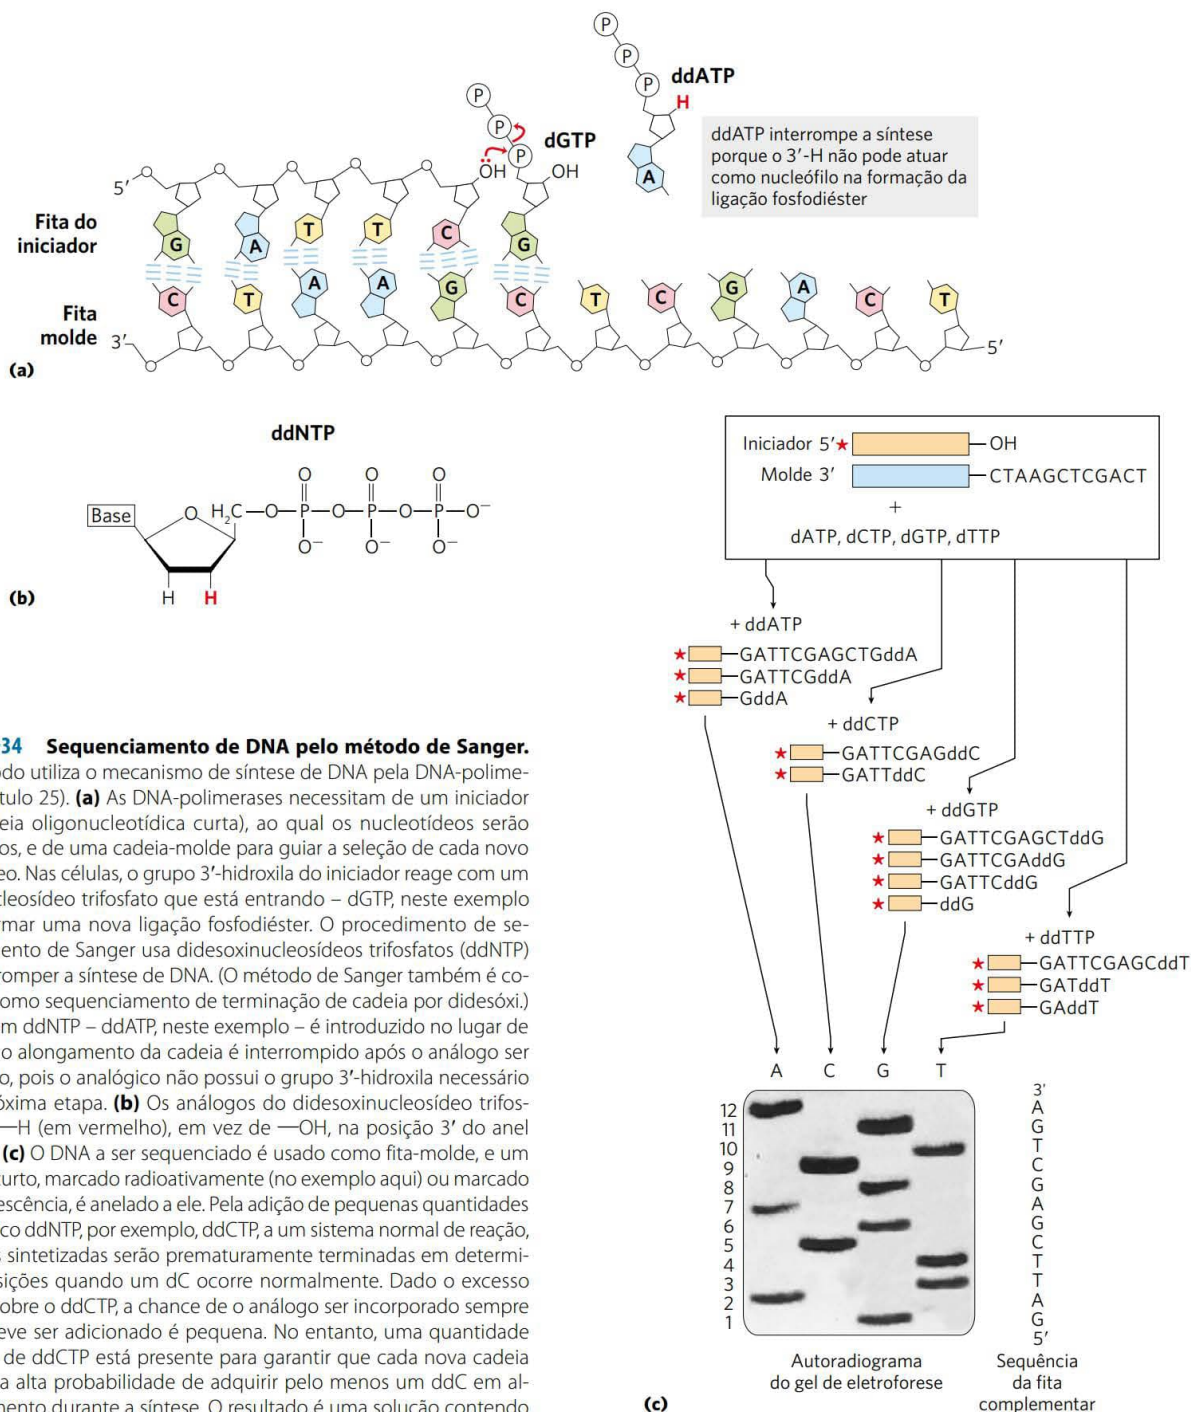 P
P
P
ddATP
H
A
ddATP interrompe a síntese
porque o 3′-H não pode atuar
como nucleófilo na formação da
ligação fosfodiéster
P
P
P
dGTP
OH
OH
5′
Fita do
iniciador
G A T T C G
C T A A G C T C G A C T
Fita
molde
3′
5′
(a)
ddNTP
Base
O
H2C—O—P—O—P—O—P—O−
O O O
O− O− O−
H H
(b)
Iniciador 5′ ★ —OH
Molde 3′ —CTAAGCTCGACT
+
dATP, dCTP, dGTP, dTTP
+ ddATP
★ —GATTCGAGCTGddA
★ —GATTCGddA
★ —GddA
+ ddCTP
★ —GATTCGAGddC
★ —GATTddC
+ ddGTP
★ —GATTCGAGCTddG
★ —GATTCGAddG
★ —GATTCddG
★ —ddG
+ ddTTP
★ —GATTCGAGCddT
★ —GATddT
★ —GAddT
A C G T
12
11
10
9
8
7
6
5
4
3
2
1
3′
A
G
T
C
G
A
G
C
T
T
A
G
5′
Autoradiograma
do gel de eletroforese
Sequência
da fita
complementar
(c)
34 Sequenciamento de DNA pelo método de Sanger.
odo utiliza o mecanismo de síntese de DNA pela DNA-polime-
tulo 25). (a) As DNA-polimerases necessitam de um iniciador
eia oligonucleotídica curta), ao qual os nucleotídeos serão
os, e de uma cadeia-molde para guiar a seleção de cada novo
eo. Nas células, o grupo 3′-hidroxila do iniciador reage com um
cleosídeo trifosfato que está entrando – dGTP, neste exemplo
rmar uma nova ligação fosfodiéster. O procedimento de se-
mento de Sanger usa didesoxinucleosídeos trifosfatos (ddNTP)
romper a síntese de DNA. (O método de Sanger também é co-
omo sequenciamento de terminação de cadeia por didesóxi.)
m ddNTP – ddATP, neste exemplo – é introduzido no lugar de
o alongamento da cadeia é interrompido após o análogo ser
o, pois o analógico não possui o grupo 3′-hidroxila necessário
óxima etapa. (b) Os análogos do didesoxinucleosídeo trifos-
—H (em vermelho), em vez de —OH, na posição 3′ do anel
(c) O DNA a ser sequenciado é usado como fita-molde, e um
curto, marcado radioativamente (no exemplo aqui) ou marcado
escência, é anelado a ele. Pela adição de pequenas quantidades
co ddNTP, por exemplo, ddCTP, a um sistema normal de reação,
s sintetizadas serão prematuramente terminadas em determi-
sições quando um dC ocorre normalmente. Dado o excesso
obre o ddCTP, a chance de o análogo ser incorporado sempre
eve ser adicionado é pequena. No entanto, uma quantidade
de ddCTP está presente para garantir que cada nova cadeia
a alta probabilidade de adquirir pelo menos um ddC em al-
mento durante a síntese. O resultado é uma solução contendo